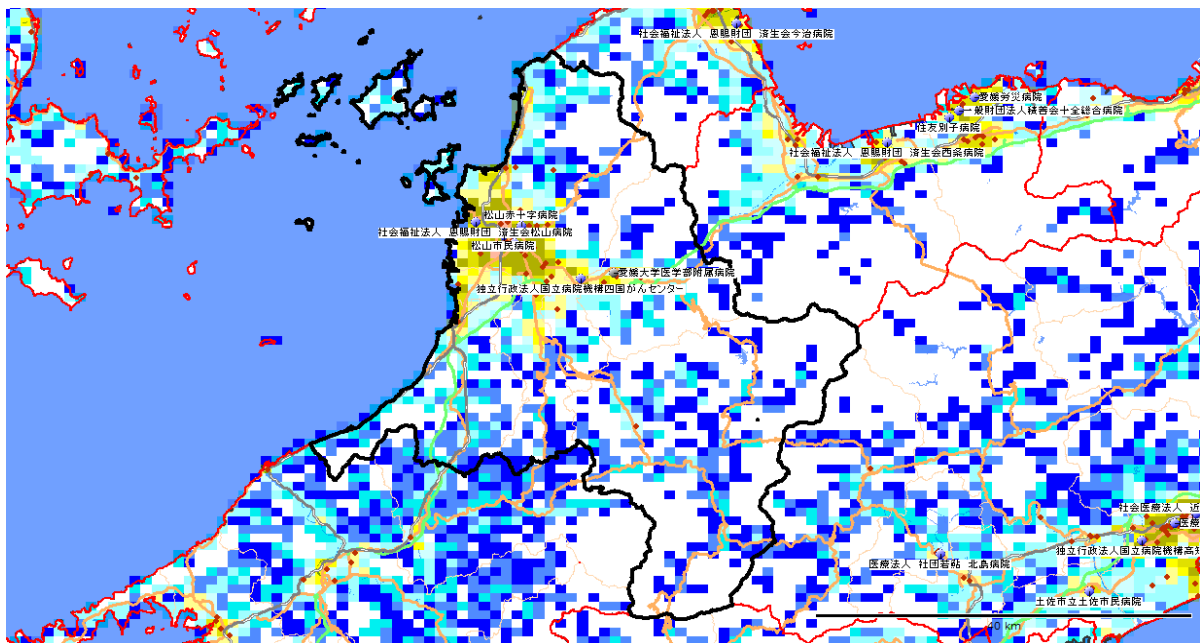 社会福祉法人 恩賜財団 済生会今治病院
愛媛労災病院
一般財団法人積善会十全総合病院
住友別子病院
社会福祉法人 恩賜財団 済生会西条病院
松山赤十字病院
社会福祉法人 恩賜財団 済生会松山病院
松山市民病院
愛媛大学医学部附属病院
独立行政法人国立病院機構四国がんセンター
社会医療法人 近
医療
独立行政法人国立病院機構高知
医療法人 社団若鮎 北島病院
土佐市立土佐市民病院